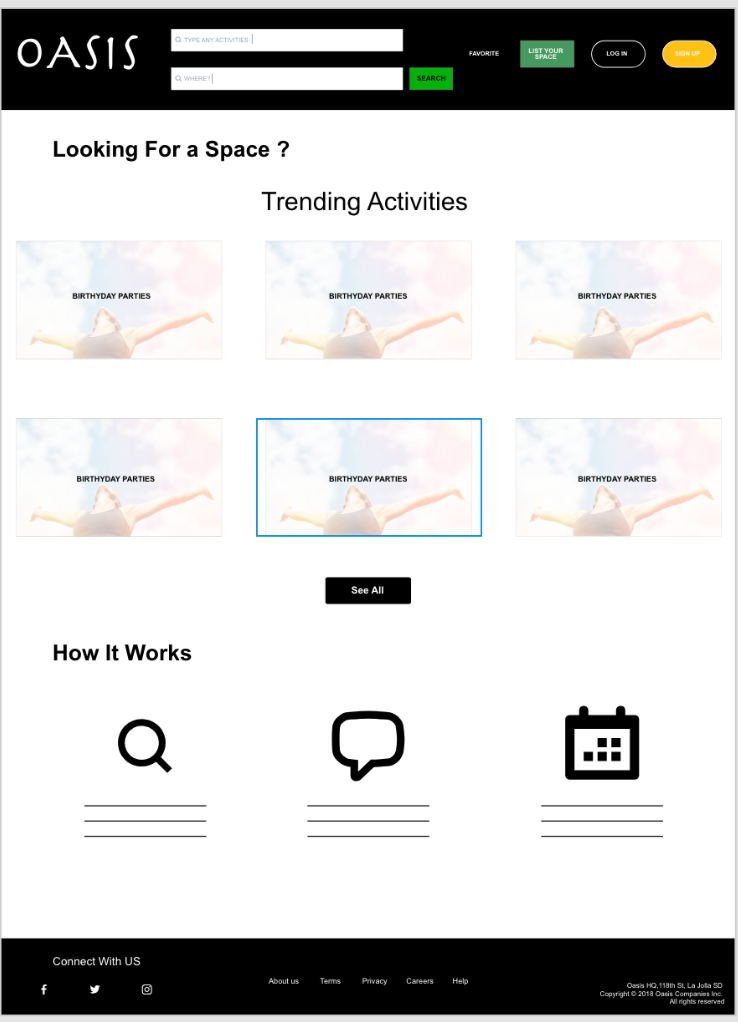 OASIS
TYPE ANY ACTIVITIES
WHERE?
SEARCH
FAVORITE
LIST YOUR
SPACE
LOG IN
SIGN UP
Looking For a Space ?
Trending Activities
BIRTHYDAY PARTIES
BIRTHYDAY PARTIES
BIRTHYDAY PARTIES
BIRTHYDAY PARTIES
BIRTHYDAY PARTIES
BIRTHYDAY PARTIES
See All
How It Works
Connect With US
About us
Terms
Privacy
Careers
Help
Oasis HQ,118th St, La Jolla SD
Copyright © 2018 Oasis Companies Inc.
All rights reserved